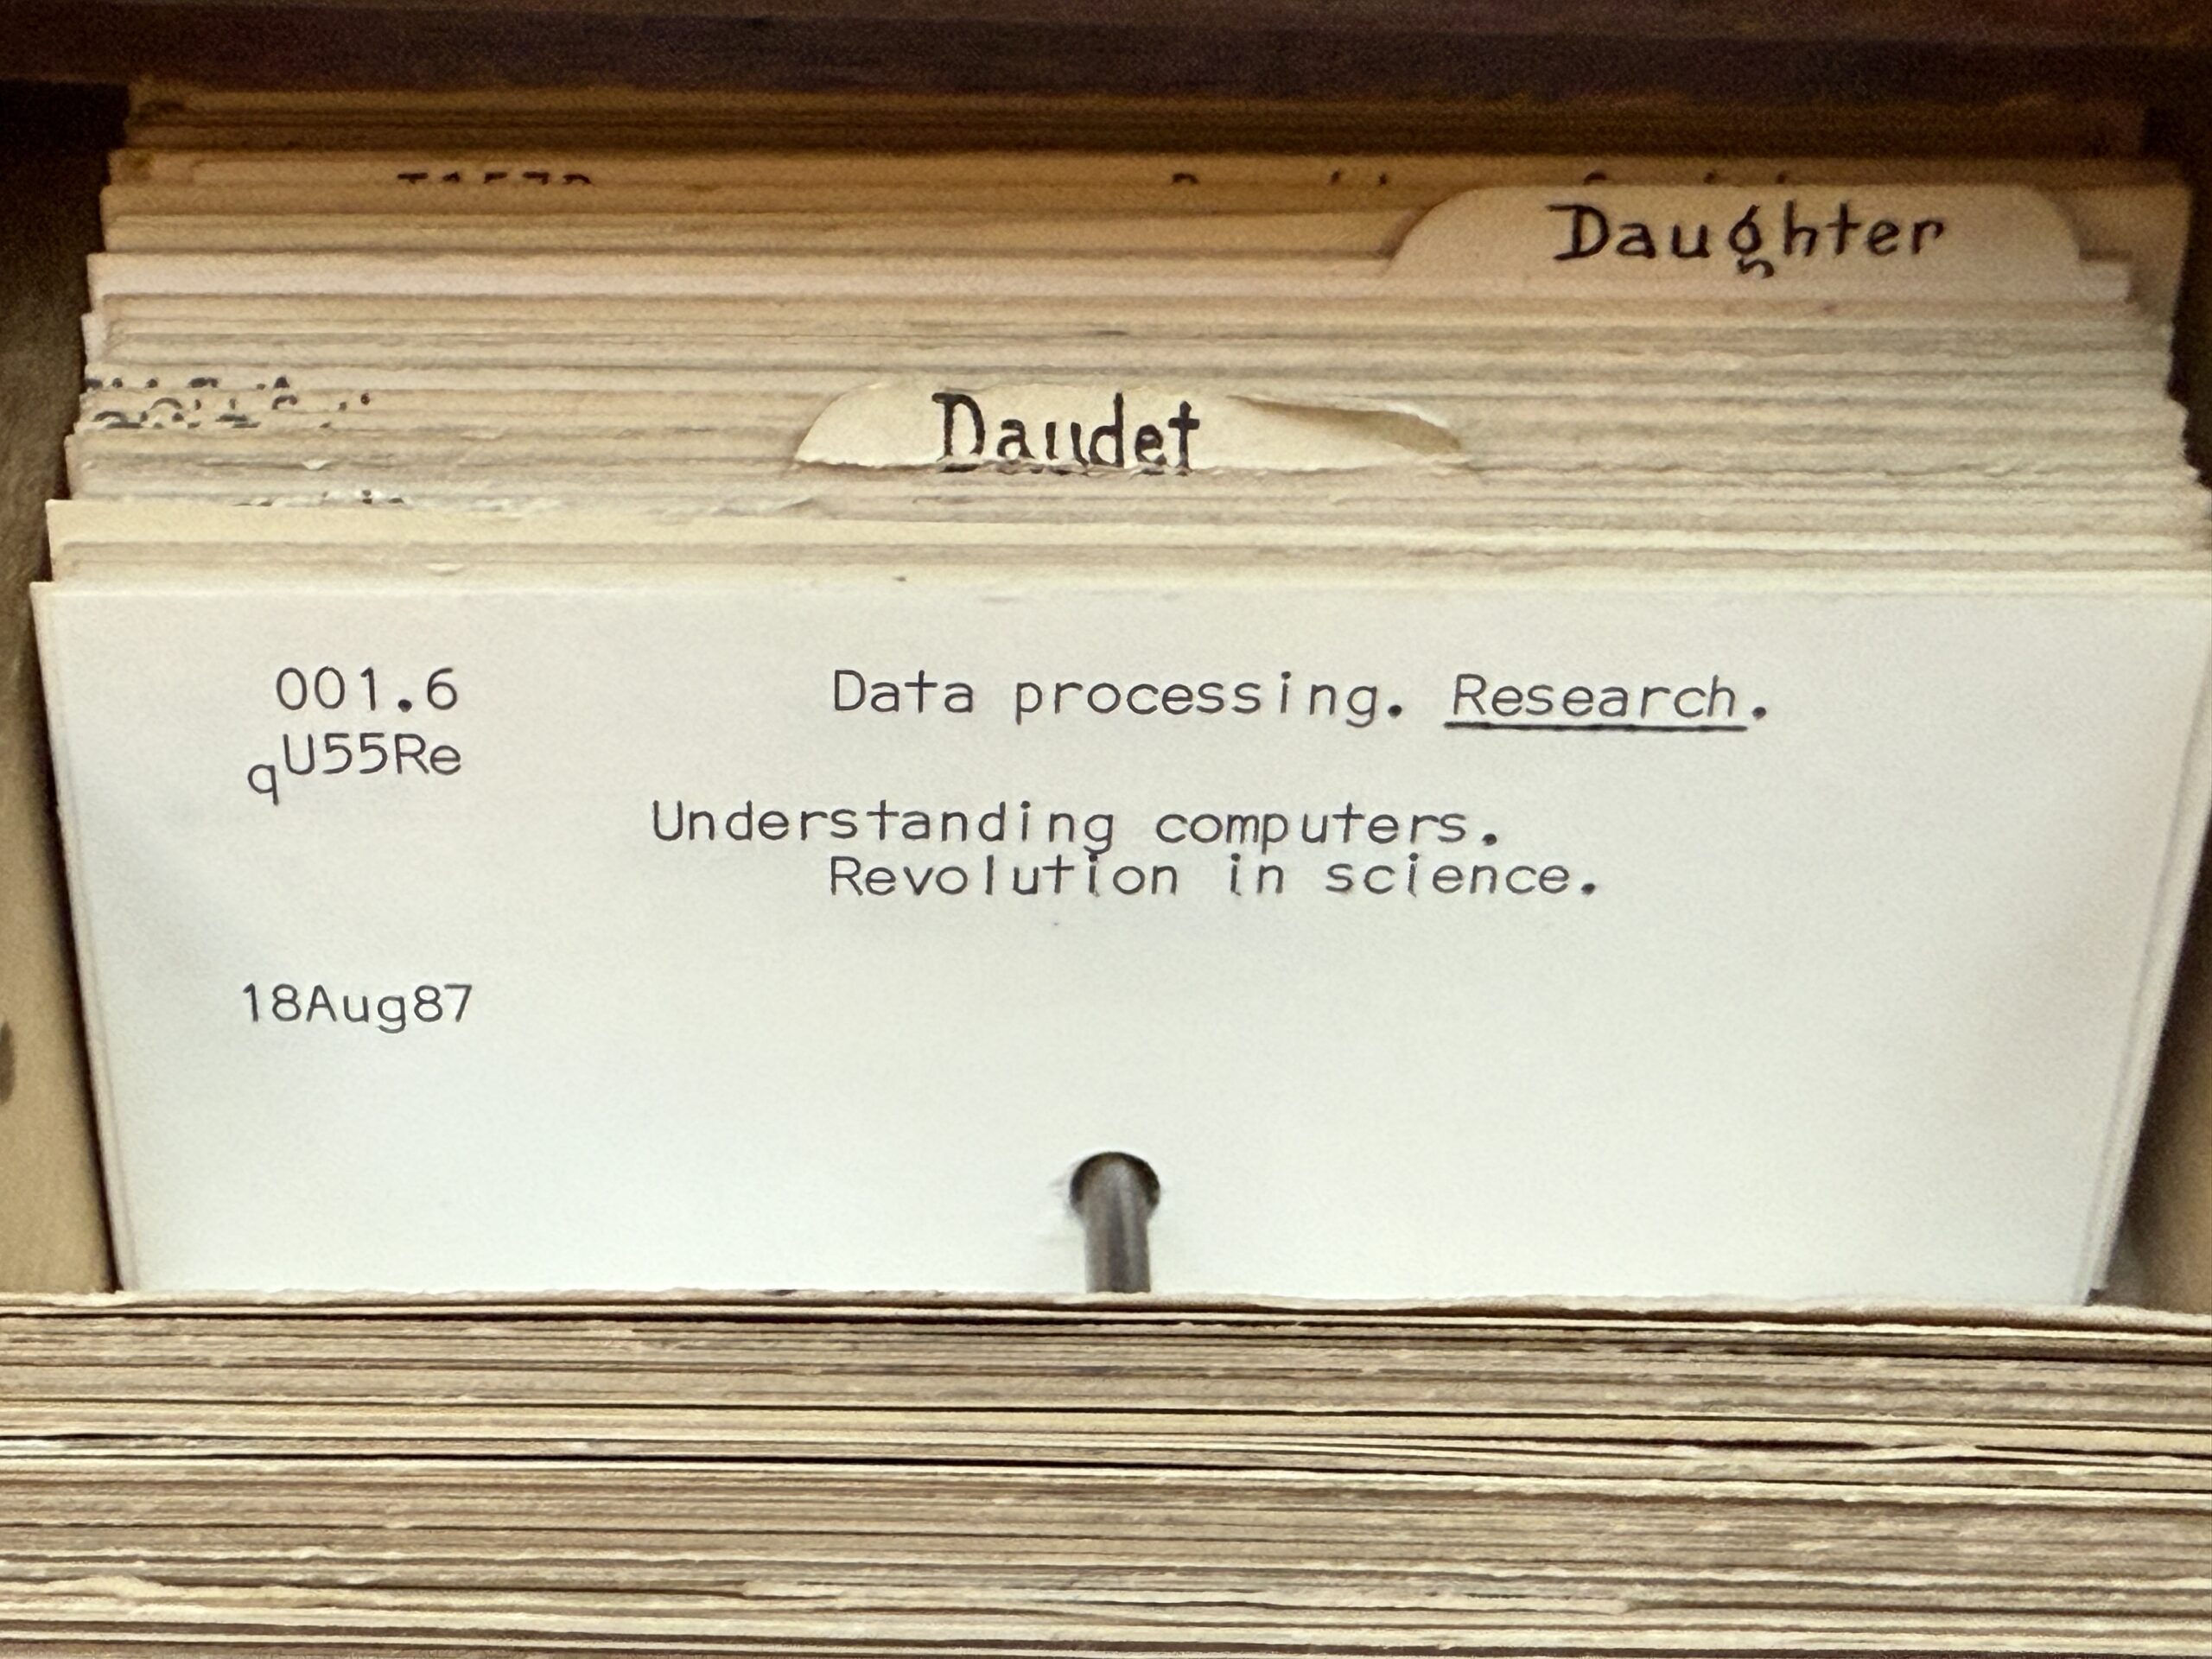 Daughter
Daudet
001.6 Data processing. Research.
qU55Re
Understanding computers.
Revolution in science.
18Aug87